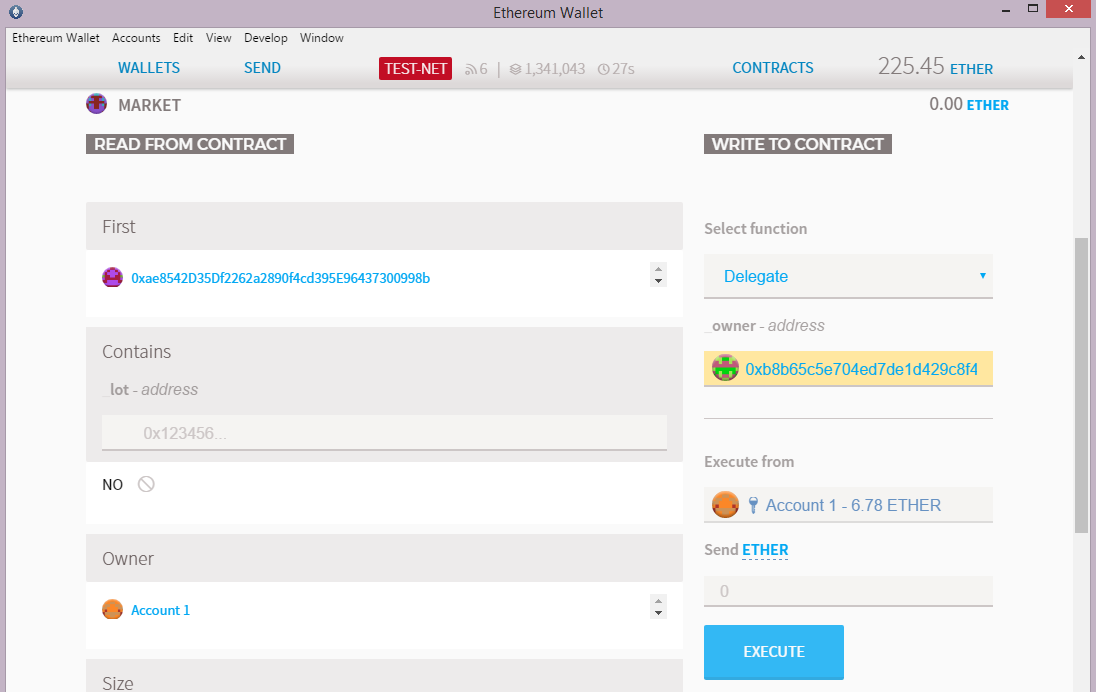 Ethereum Wallet
Ethereum Wallet Accounts Edit View Develop Window
WALLETS SEND TEST-NET 6 | 1,341,043 27s CONTRACTS 225.45 ETHER
MARKET 0.00 ETHER
READ FROM CONTRACT
WRITE TO CONTRACT
First
0xae8542D35Df2262a2890f4cd395E96437300998b
Contains
_lot - address
0x123456...
NO
Owner
Account 1
Size
Select function
Delegate
_owner - address
0xb8b65c5e704ed7de1d429c8f4
Execute from
Account 1 - 6.78 ETHER
Send ETHER
0
EXECUTE